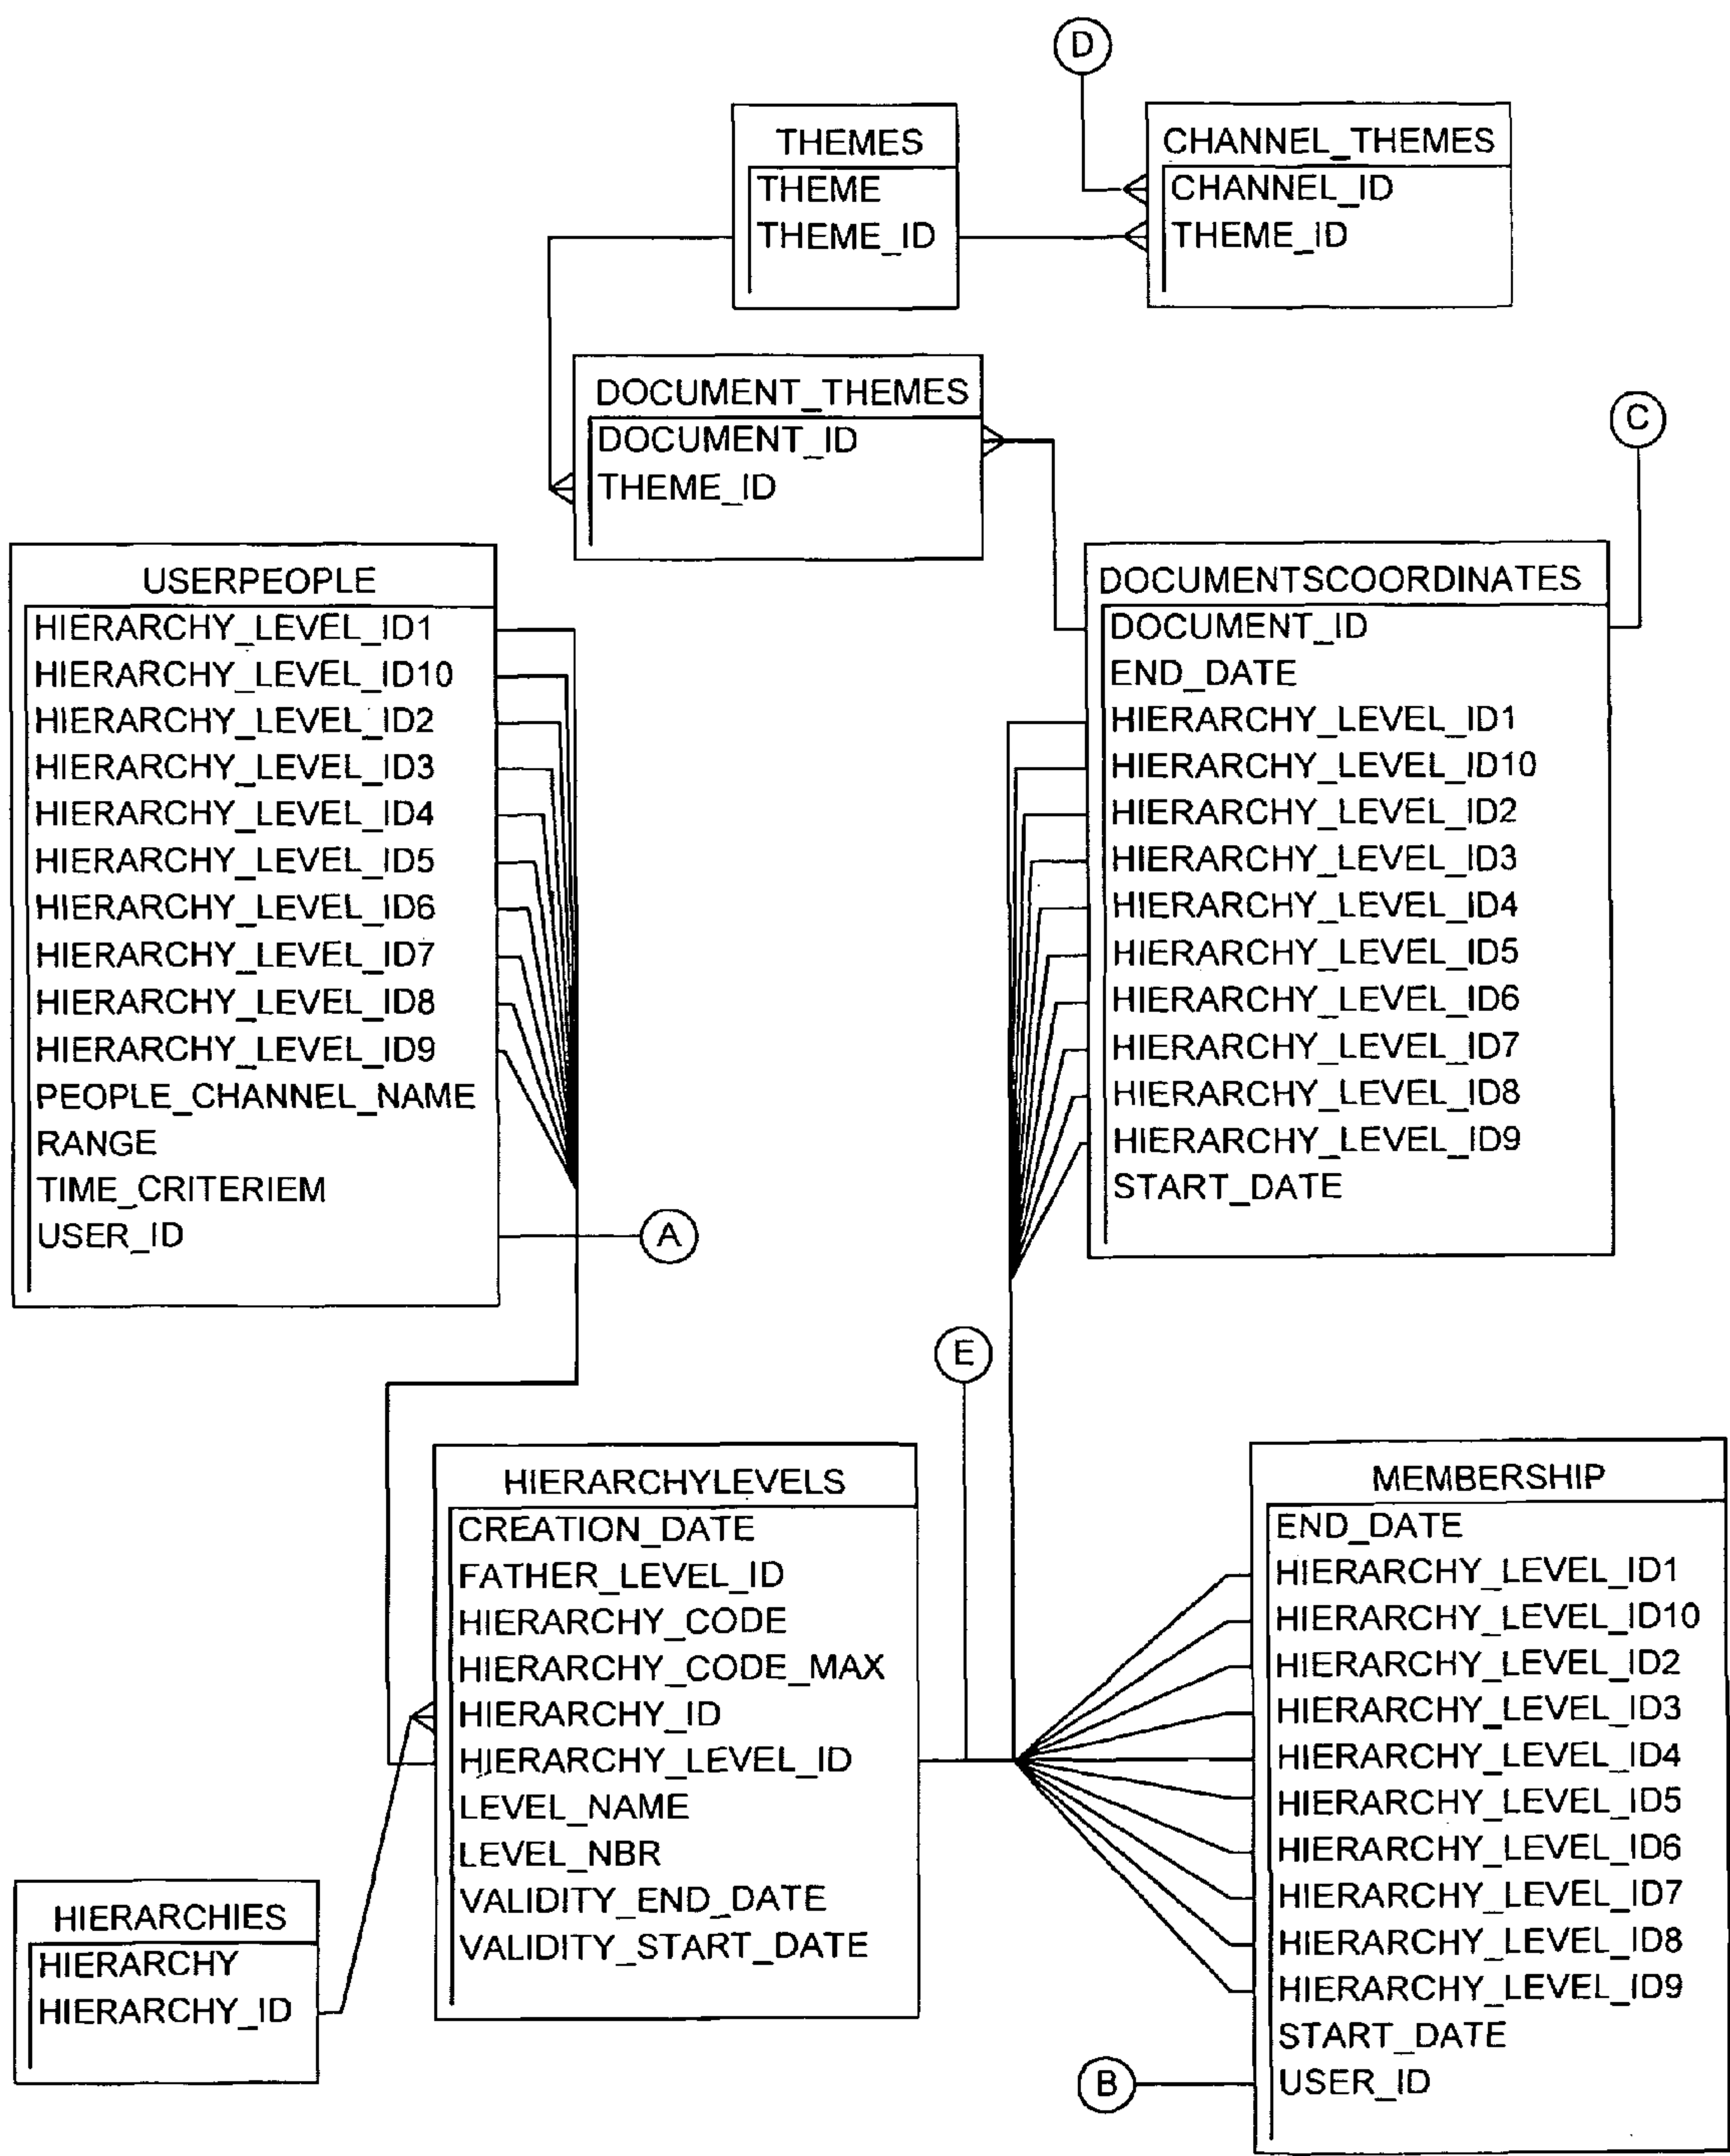 D
THEMES
THEME
THEME_ID
CHANNEL_THEMES
CHANNEL_ID
THEME_ID
DOCUMENT_THEMES
DOCUMENT_ID
THEME_ID
C
USERPEOPLE
HIERARCHY_LEVEL_ID1
HIERARCHY_LEVEL_ID10
HIERARCHY_LEVEL_ID2
HIERARCHY_LEVEL_ID3
HIERARCHY_LEVEL_ID4
HIERARCHY_LEVEL_ID5
HIERARCHY_LEVEL_ID6
HIERARCHY_LEVEL_ID7
HIERARCHY_LEVEL_ID8
HIERARCHY_LEVEL_ID9
PEOPLE_CHANNEL_NAME
RANGE
TIME_CRITERIEM
USER_ID
A
DOCUMENTSCOORDINATES
DOCUMENT_ID
END_DATE
HIERARCHY_LEVEL_ID1
HIERARCHY_LEVEL_ID10
HIERARCHY_LEVEL_ID2
HIERARCHY_LEVEL_ID3
HIERARCHY_LEVEL_ID4
HIERARCHY_LEVEL_ID5
HIERARCHY_LEVEL_ID6
HIERARCHY_LEVEL_ID7
HIERARCHY_LEVEL_ID8
HIERARCHY_LEVEL_ID9
START_DATE
E
HIERARCHYLEVELS
CREATION_DATE
FATHER_LEVEL_ID
HIERARCHY_CODE
HIERARCHY_CODE_MAX
HIERARCHY_ID
HIERARCHY_LEVEL_ID
LEVEL_NAME
LEVEL_NBR
VALIDITY_END_DATE
VALIDITY_START_DATE
MEMBERSHIP
END_DATE
HIERARCHY_LEVEL_ID1
HIERARCHY_LEVEL_ID10
HIERARCHY_LEVEL_ID2
HIERARCHY_LEVEL_ID3
HIERARCHY_LEVEL_ID4
HIERARCHY_LEVEL_ID5
HIERARCHY_LEVEL_ID6
HIERARCHY_LEVEL_ID7
HIERARCHY_LEVEL_ID8
HIERARCHY_LEVEL_ID9
START_DATE
USER_ID
B
HIERARCHIES
HIERARCHY
HIERARCHY_ID